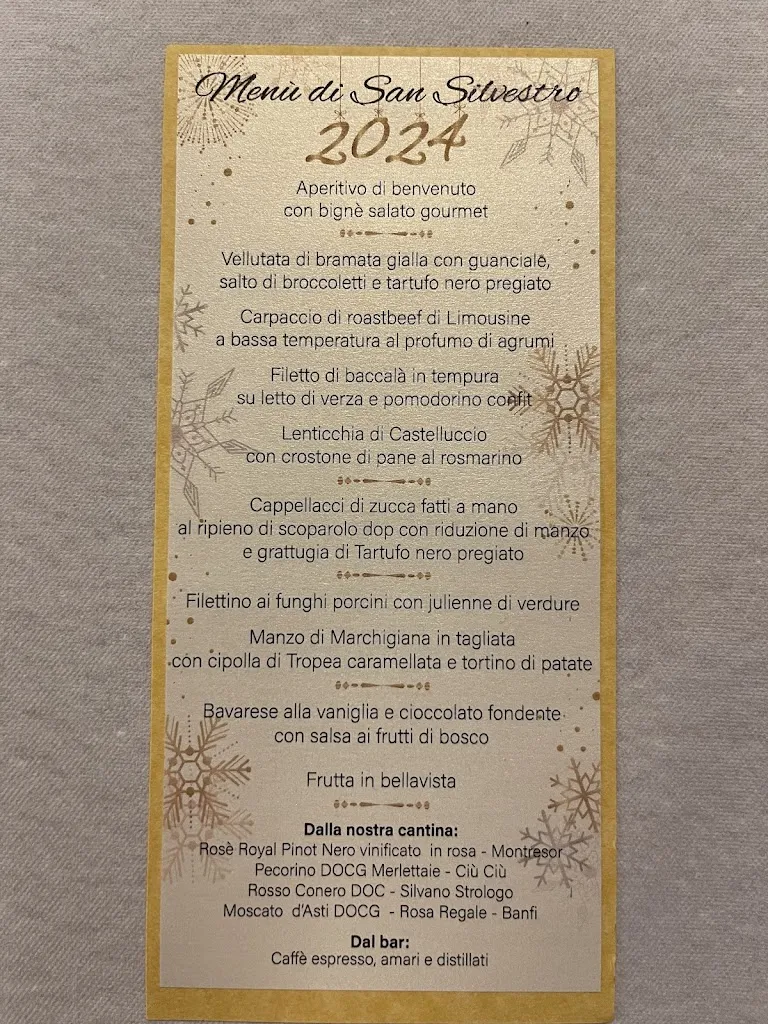 Menù di San Silvestro
2024
Aperitivo di benvenuto
con bignè salato gourmet
Vellutata di bramata gialla con guanciale,
salto di broccoletti e tartufo nero pregiato
Carpaccio di roastbeef di Limousine
a bassa temperatura al profumo di agrumi
Filetto di baccalà in tempura
su letto di verza e pomodorino confit
Lenticchia di Castelluccio
con crostone di pane al rosmarino
Cappellacci di zucca fatti a mano
al ripieno di scoparolo dop con riduzione di manzo
e grattugia di Tartufo nero pregiato
Filettino ai funghi porcini con julienne di verdure
Manzo di Marchigiana in tagliata
con cipolla di Tropea caramellata e tortino di patate
Bavarese alla vaniglia e cioccolato fondente
con salsa ai frutti di bosco
Frutta in bellavista
Dalla nostra cantina:
Rosè Royal Pinot Nero vinificato in rosa - Montresor
Pecorino DOCG Merlettaie - Ciù Ciù
Rosso Conero DOC - Silvano Strologo
Moscato d'Asti DOCG - Rosa Regale - Banfi
Dal bar:
Caffè espresso, amari e distillati